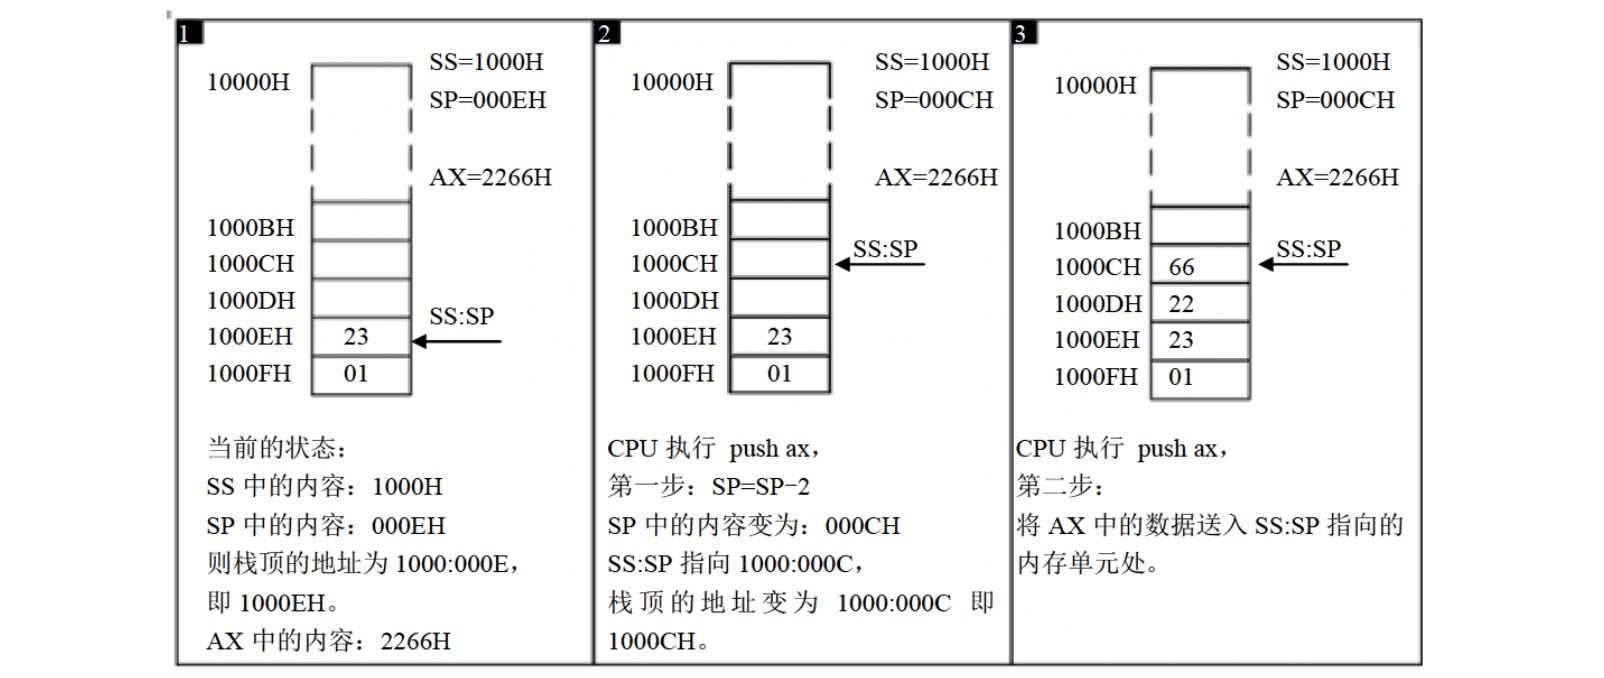 1
SS=1000H
10000H
SP=000EH
AX=2266H
1000BH
1000CH
1000DH
SS:SP
1000EH 23
1000FH 01
当前的状态：
SS 中的内容：1000H
SP 中的内容：000EH
则栈顶的地址为 1000:000E，
即 1000EH。
AX 中的内容：2266H
2
SS=1000H
10000H
SP=000CH
AX=2266H
1000BH
SS:SP
1000CH
1000DH
1000EH 23
1000FH 01
CPU 执行 push ax，
第一步：SP=SP-2
SP 中的内容变为：000CH
SS:SP 指向 1000:000C，
栈顶的地址变为 1000:000C 即
1000CH。
3
SS=1000H
10000H
SP=000CH
AX=2266H
1000BH
SS:SP
1000CH 66
1000DH 22
1000EH 23
1000FH 01
CPU 执行 push ax，
第二步：
将 AX 中的数据送入 SS:SP 指向的
内存单元处。